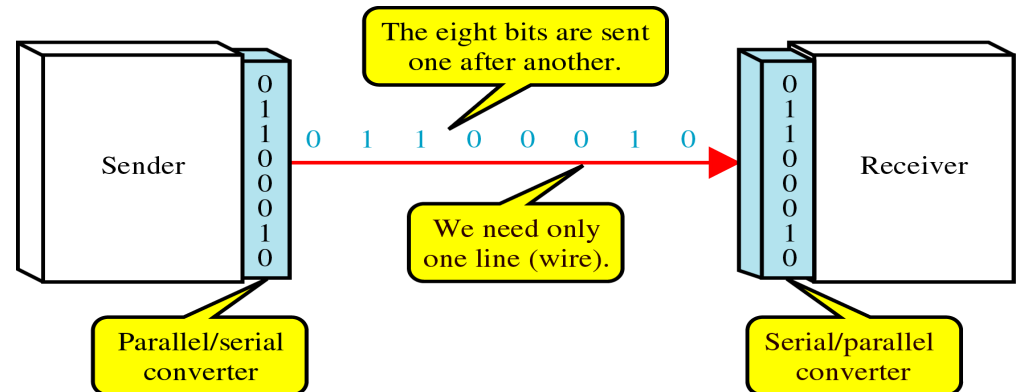 The eight bits are sent
one after another.
0
1
1
0
0
0
1
0
0 1 1 0 0 0 1 0
0
1
1
0
0
0
1
0
Sender
Receiver
We need only
one line (wire).
Parallel/serial
converter
Serial/parallel
converter